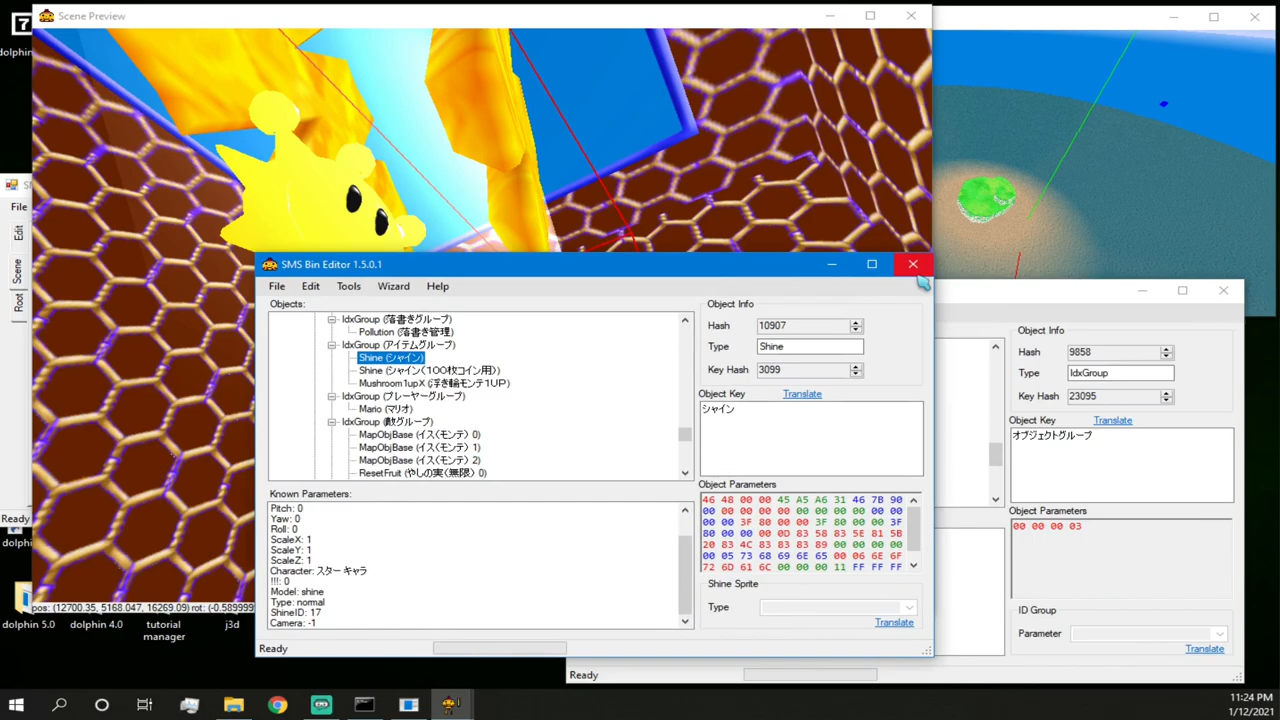 Scene Preview
dolphin
pos: (12700.35, 5168.047, 16269.09) rot: (-0.589999
SMS Bin Editor 1.5.0.1
File Edit Tools Wizard Help
Objects:
IdxGroup (落書きグループ)
Pollution (落書き管理)
IdxGroup (アイテムグループ)
Shine (シャイン)
Shine (シャイン(100枚コイン用))
Mushroom1upX (浮き輪モンテ1UP)
IdxGroup (プレーヤーグループ)
Mario (マリオ)
IdxGroup (敵グループ)
MapObjBase (イス(モンテ) 0)
MapObjBase (イス(モンテ) 1)
MapObjBase (イス(モンテ) 2)
ResetFruit (やしの実(無限) 0)
Known Parameters:
Pitch: 0
Yaw: 0
Roll: 0
ScaleX: 1
ScaleY: 1
ScaleZ: 1
Character: スター キャラ
!!!: 0
Model: shine
Type: normal
ShineID: 17
Camera: -1
Ready
Object Info
Hash 10907
Type Shine
Key Hash 3099
Object Key Translate
シャイン
Object Parameters
46 48 00 00 45 A5 A6 31 46 7B 90
00 00 00 00 00 00 00 00 00 00 00
00 00 3F 80 00 00 3F 80 00 00 3F
80 00 00 00 0D 83 58 83 5E 81 5B
20 83 4C 83 83 83 89 00 00 00 00
00 05 73 68 69 6E 65 00 06 6E 6F
72 6D 61 6C 00 00 00 11 FF FF FF
Shine Sprite
Type
Translate
Object Info
Hash 9858
Type IdxGroup
Key Hash 23095
Object Key Translate
オブジェクトグループ
Object Parameters
00 00 00 03
ID Group
Parameter
Translate
Ready
File
Edit
Scene
Root
Ready
dolphin 5.0
dolphin 4.0
tutorial manager
j3d
11:24 PM
1/12/2021